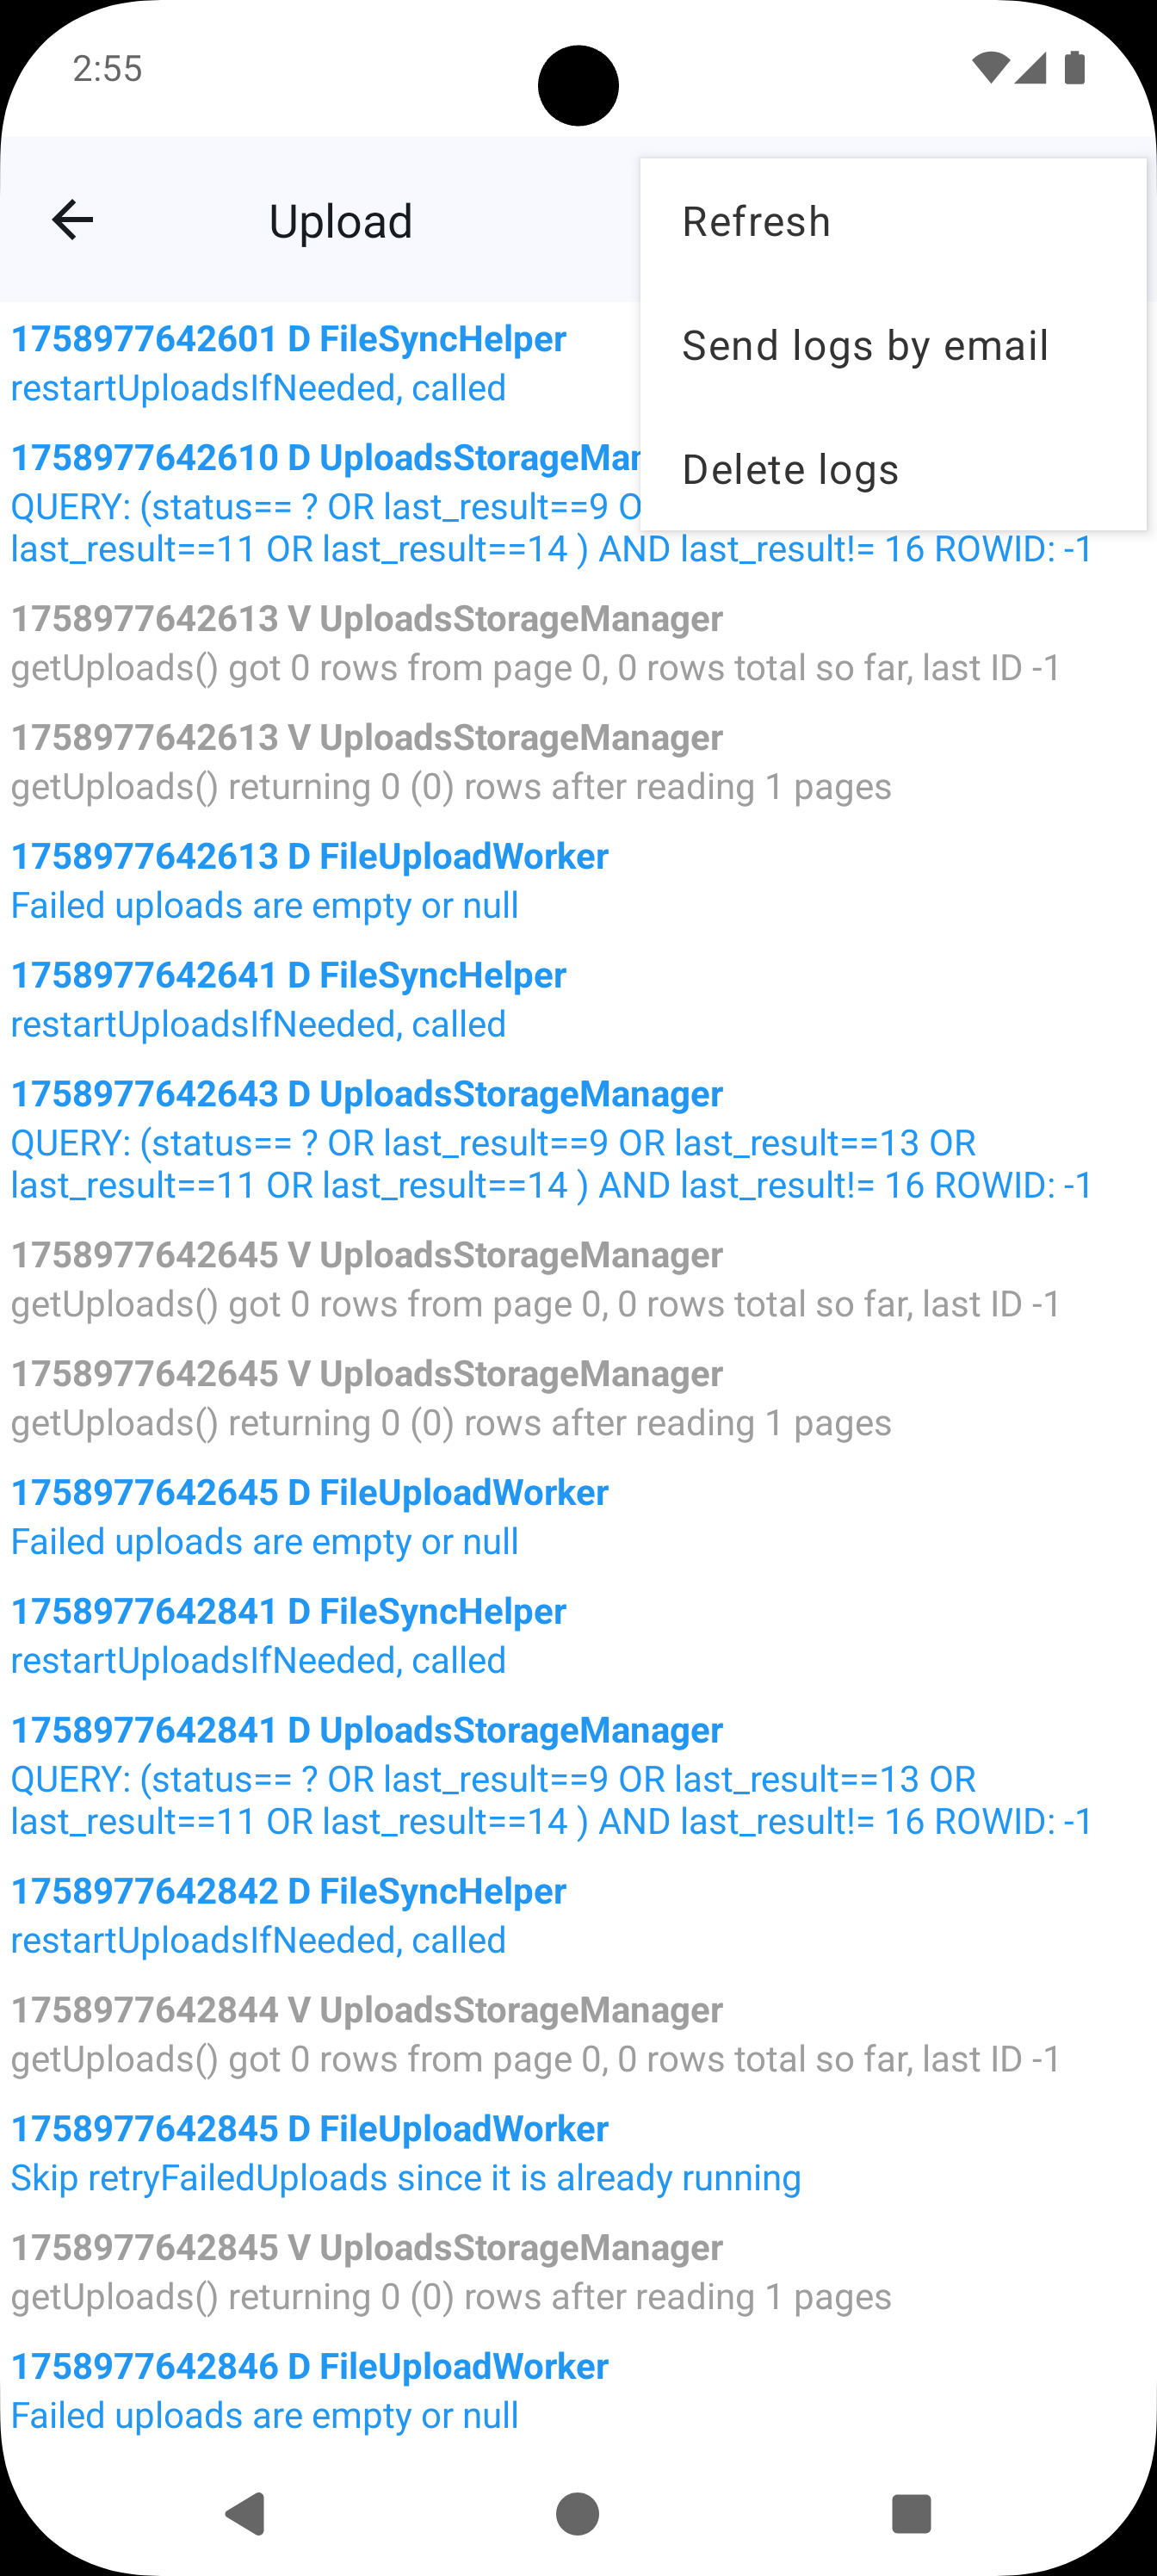 2:55
Upload
Refresh
Send logs by email
Delete logs
1758977642601 D FileSyncHelper
restartUploadsIfNeeded, called
1758977642610 D UploadsStorageMan
QUERY: (status== ? OR last_result==9 O
last_result==11 OR last_result==14 ) AND last_result!= 16 ROWID: -1
1758977642613 V UploadsStorageManager
getUploads() got 0 rows from page 0, 0 rows total so far, last ID -1
1758977642613 V UploadsStorageManager
getUploads() returning 0 (0) rows after reading 1 pages
1758977642613 D FileUploadWorker
Failed uploads are empty or null
1758977642641 D FileSyncHelper
restartUploadsIfNeeded, called
1758977642643 D UploadsStorageManager
QUERY: (status== ? OR last_result==9 OR last_result==13 OR
last_result==11 OR last_result==14 ) AND last_result!= 16 ROWID: -1
1758977642645 V UploadsStorageManager
getUploads() got 0 rows from page 0, 0 rows total so far, last ID -1
1758977642645 V UploadsStorageManager
getUploads() returning 0 (0) rows after reading 1 pages
1758977642645 D FileUploadWorker
Failed uploads are empty or null
1758977642841 D FileSyncHelper
restartUploadsIfNeeded, called
1758977642841 D UploadsStorageManager
QUERY: (status== ? OR last_result==9 OR last_result==13 OR
last_result==11 OR last_result==14 ) AND last_result!= 16 ROWID: -1
1758977642842 D FileSyncHelper
restartUploadsIfNeeded, called
1758977642844 V UploadsStorageManager
getUploads() got 0 rows from page 0, 0 rows total so far, last ID -1
1758977642845 D FileUploadWorker
Skip retryFailedUploads since it is already running
1758977642845 V UploadsStorageManager
getUploads() returning 0 (0) rows after reading 1 pages
1758977642846 D FileUploadWorker
Failed uploads are empty or null